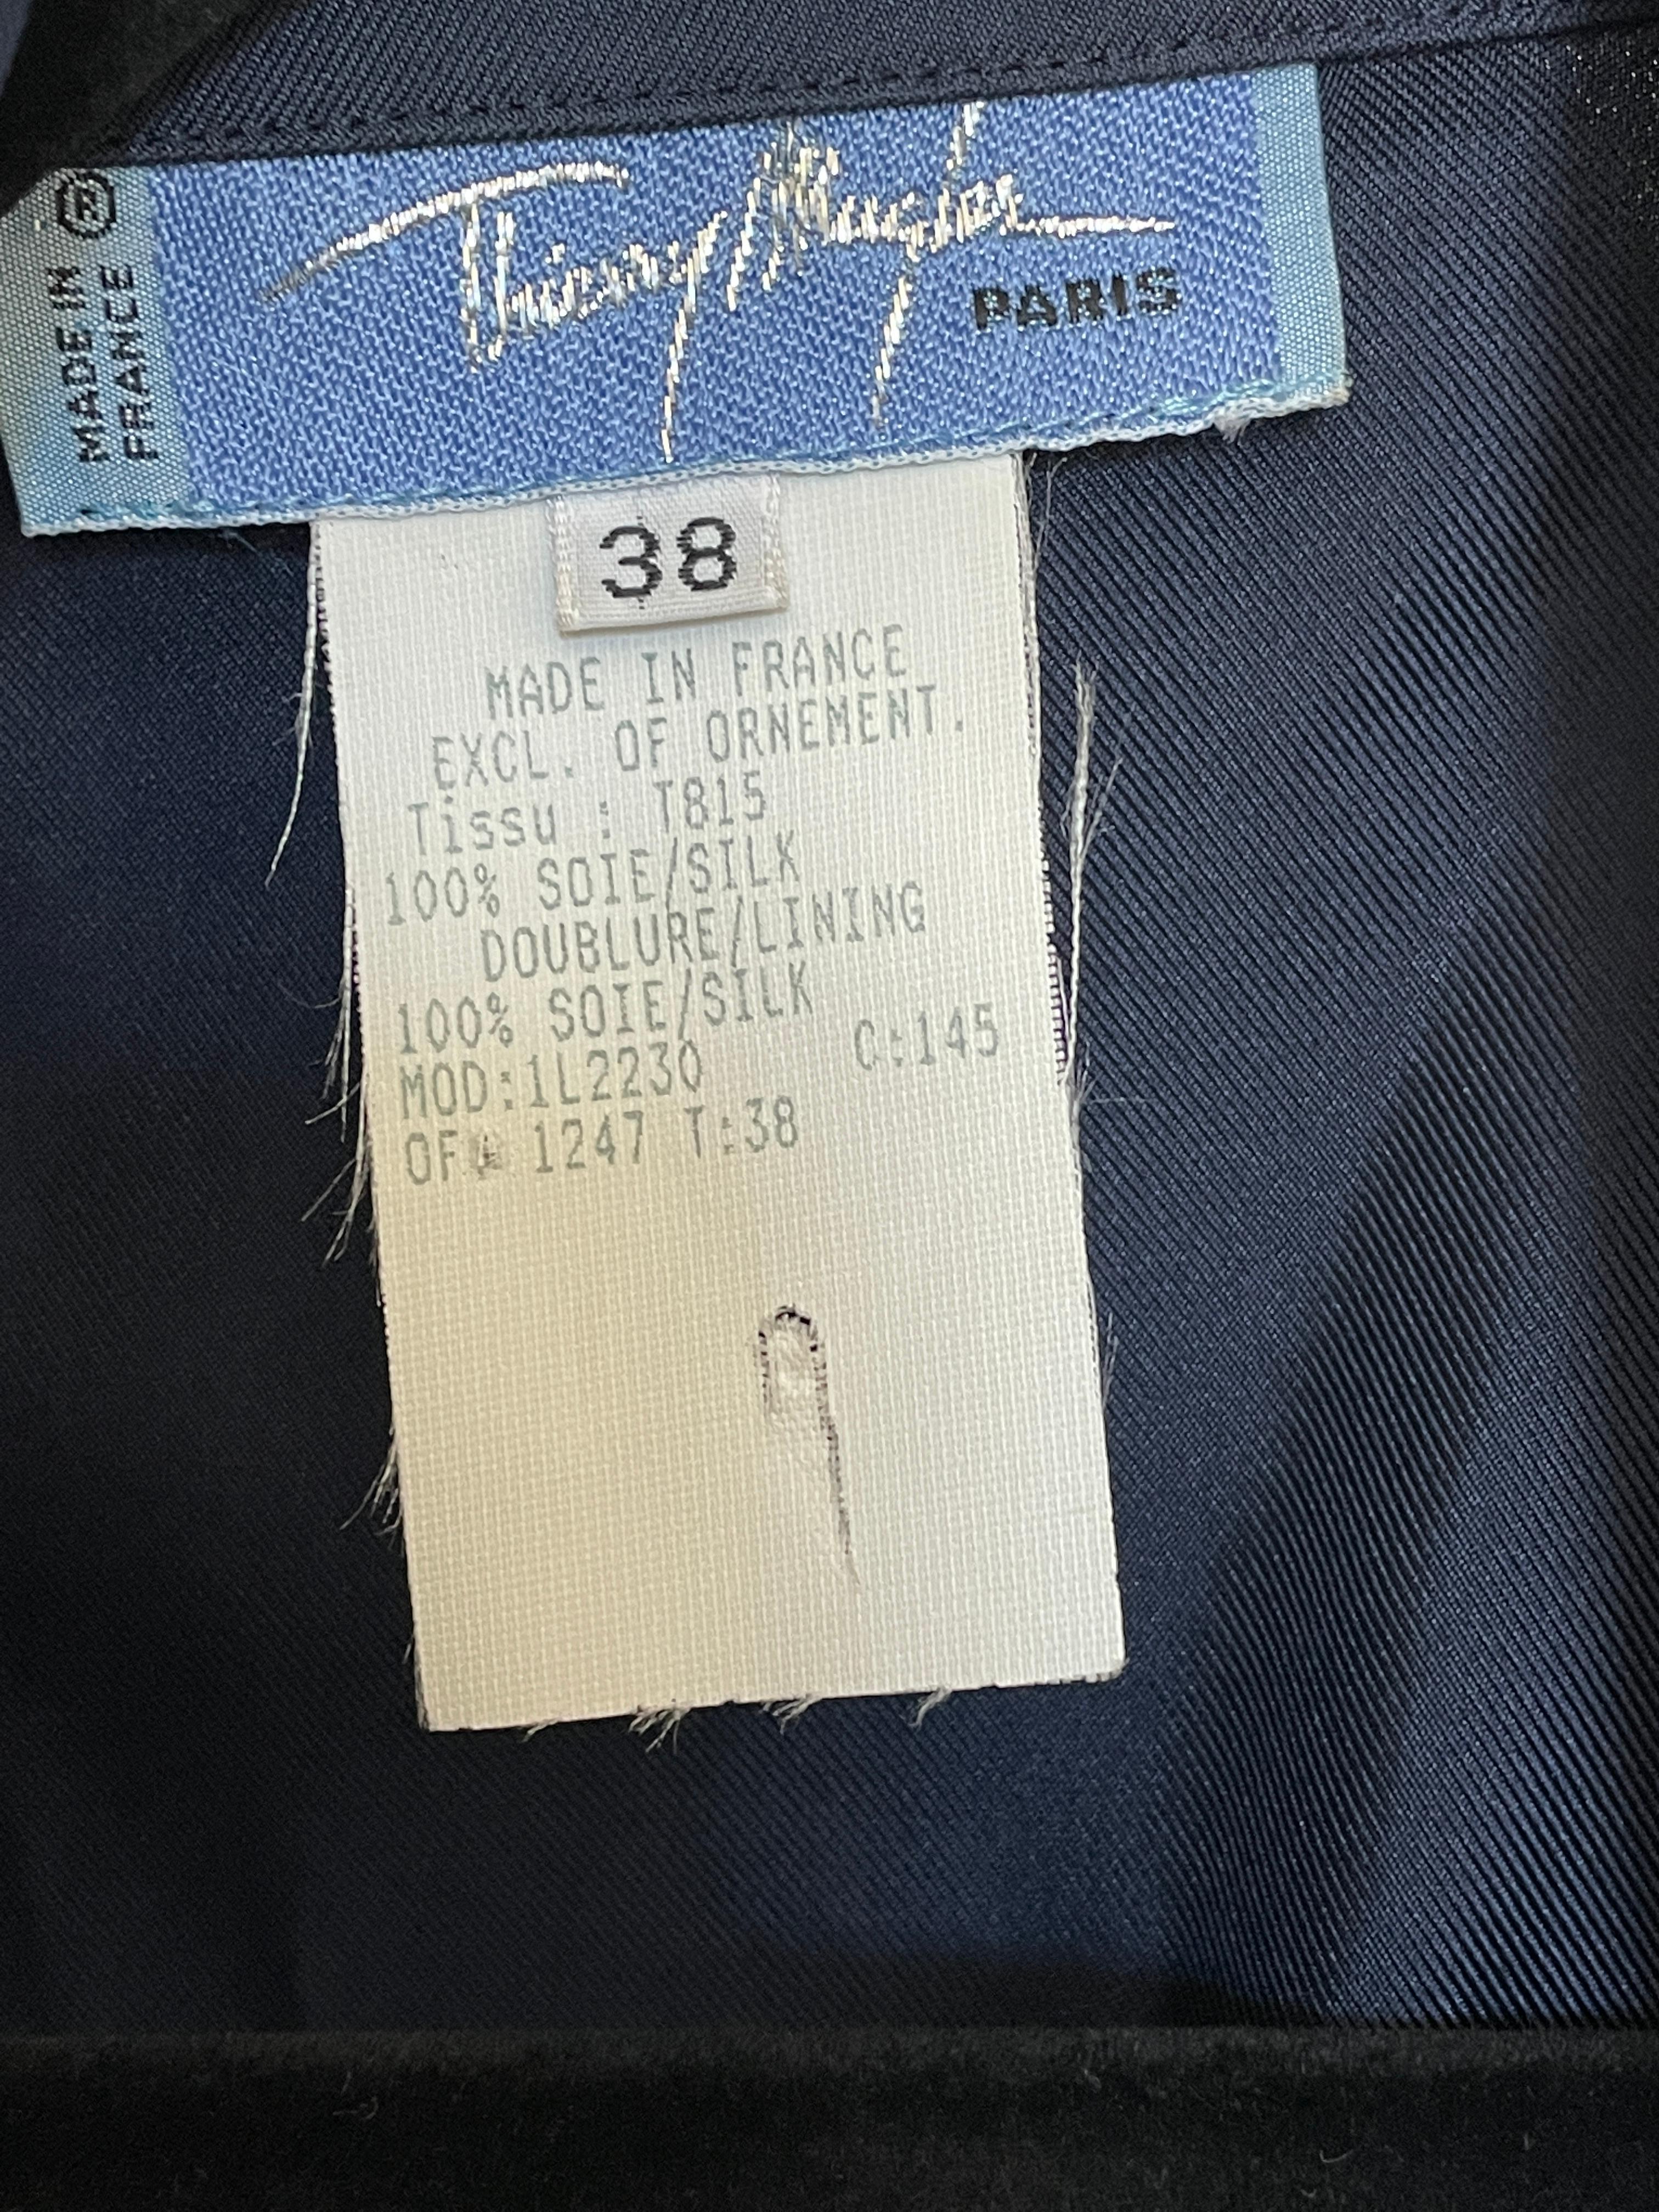 Thierry Mugler
PARIS
®
MADE IN
FRANCE
38
MADE IN FRANCE
EXCL. OF ORNEMENT.
Tissu : T815
100% SOIE/SILK
DOUBLURE/LINING
100% SOIE/SILK
MOD:1L2230 C:145
OF 1247 T:38